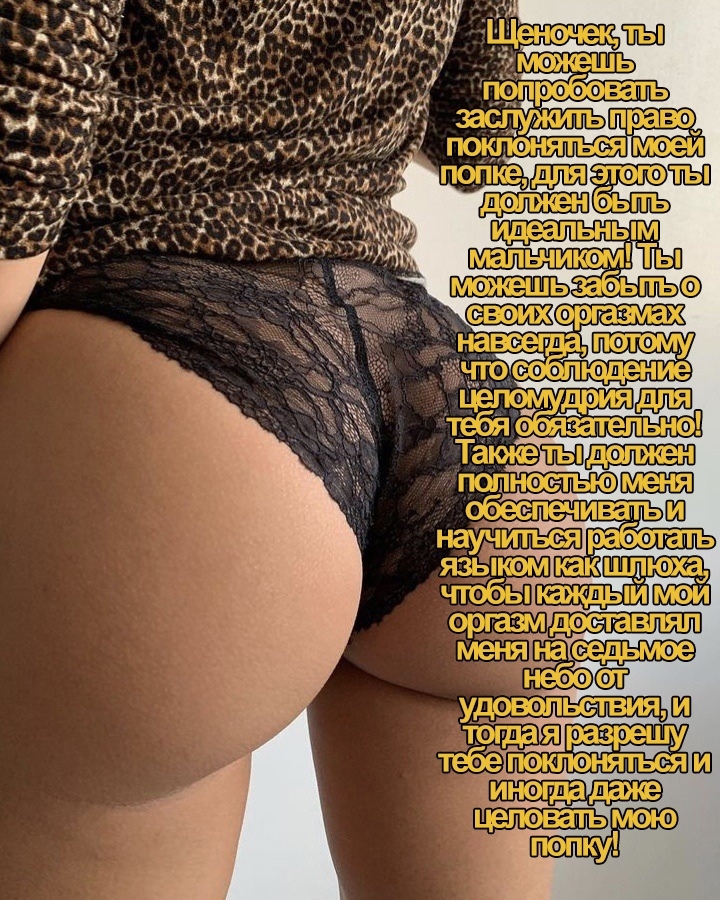 Щеночек, ты
можешь
попробовать
заслужить право
поклоняться моей
попке, для этого ты
должен быть
идеальным
мальчиком! Ты
можешь забыть о
своих оргазмах
навсегда, потому
что соблюдение
целомудрия для
тебя обязательно!
Также ты должен
полностью меня
обеспечивать и
научиться работать
языком как шлюха,
чтобы каждый мой
оргазм доставлял
меня на седьмое
небо от
удовольствия, и
тогда я разрешу
тебе поклоняться и
иногда даже
целовать мою
попку!